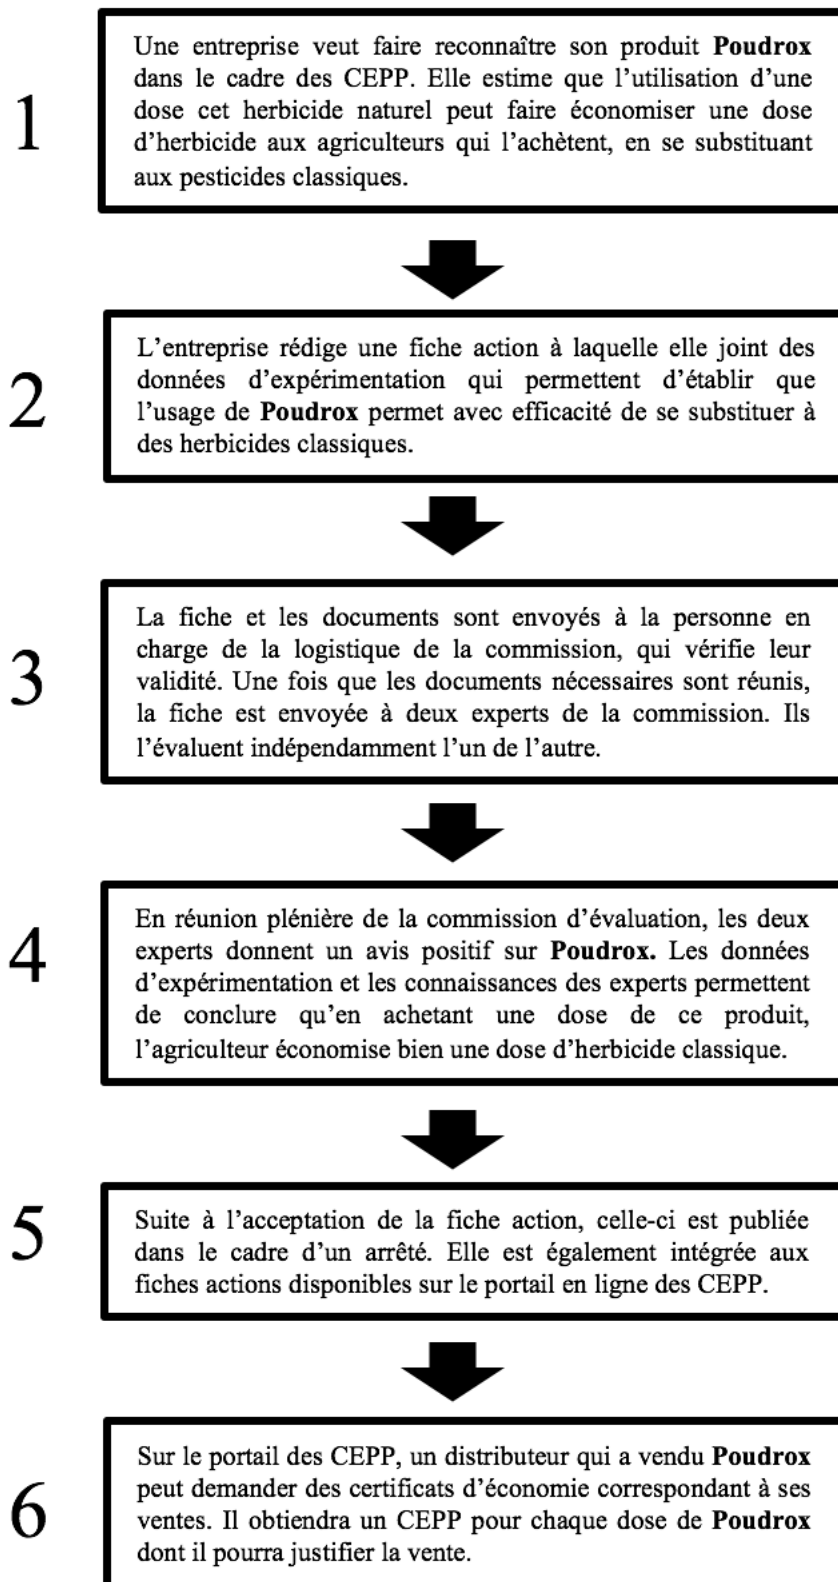 1
Une entreprise veut faire reconnaître son produit Poudrox
dans le cadre des CEPP. Elle estime que l’utilisation d’une
dose cet herbicide naturel peut faire économiser une dose
d’herbicide aux agriculteurs qui l’achètent, en se substituant
aux pesticides classiques.
2
L’entreprise rédige une fiche action à laquelle elle joint des
données d’expérimentation qui permettent d’établir que
l’usage de Poudrox permet avec efficacité de se substituer à
des herbicides classiques.
3
La fiche et les documents sont envoyés à la personne en
charge de la logistique de la commission, qui vérifie leur
validité. Une fois que les documents nécessaires sont réunis,
la fiche est envoyée à deux experts de la commission. Ils
l’évaluent indépendamment l’un de l’autre.
4
En réunion plénière de la commission d’évaluation, les deux
experts donnent un avis positif sur Poudrox. Les données
d’expérimentation et les connaissances des experts permettent
de conclure qu’en achetant une dose de ce produit,
l’agriculteur économise bien une dose d’herbicide classique.
5
Suite à l’acceptation de la fiche action, celle-ci est publiée
dans le cadre d’un arrêté. Elle est également intégrée aux
fiches actions disponibles sur le portail en ligne des CEPP.
6
Sur le portail des CEPP, un distributeur qui a vendu Poudrox
peut demander des certificats d’économie correspondant à ses
ventes. Il obtiendra un CEPP pour chaque dose de Poudrox
dont il pourra justifier la vente.